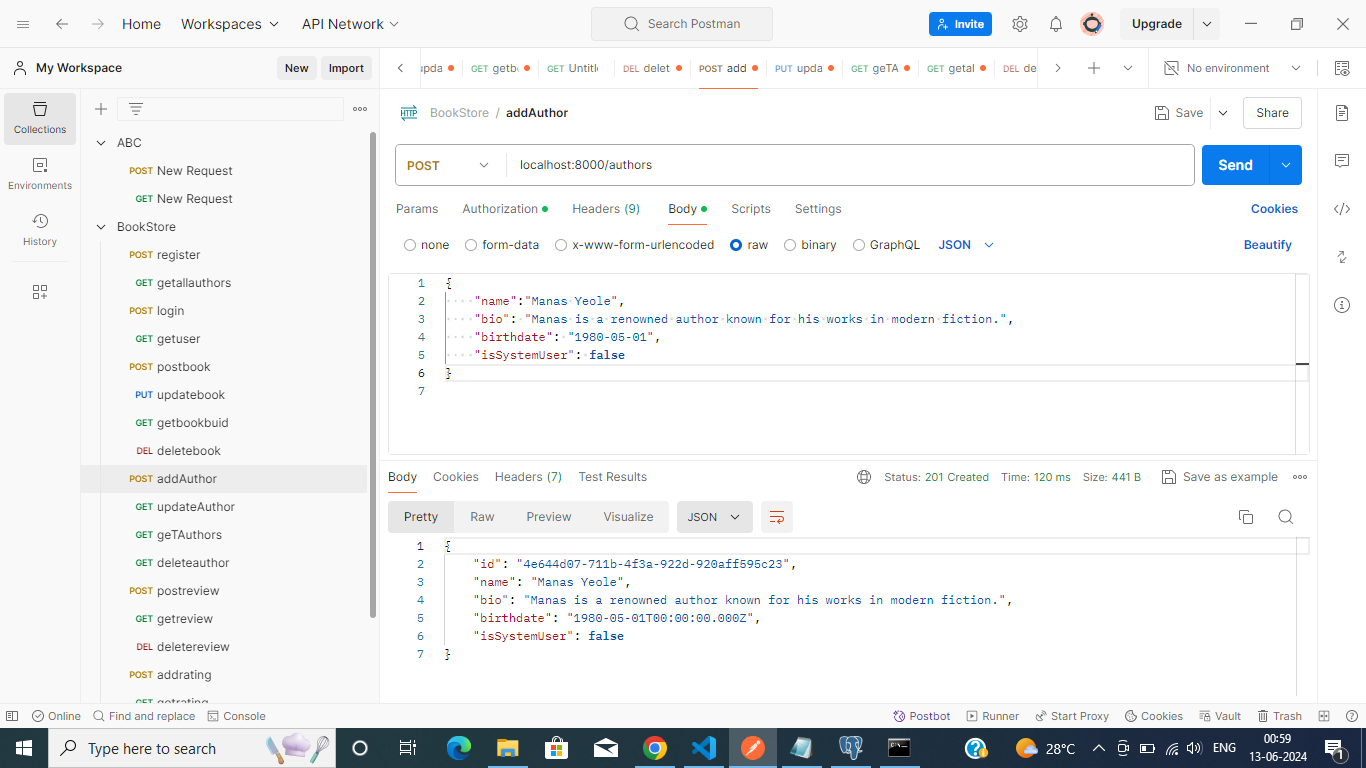 Home Workspaces API Network Search Postman Invite Upgrade
My Workspace New Import upda GET getb GET Untitl DEL delet POST add PUT upda GET geTA GET getal DEL de No environment
Collections
Environments
History
ABC
POST New Request
GET New Request
BookStore
POST register
GET getallauthors
POST login
GET getuser
POST postbook
PUT updatebook
GET getbookbuid
DEL deletebook
POST addAuthor
GET updateAuthor
GET geTAuthors
GET deleteauthor
POST postreview
GET getreview
DEL deletereview
POST addrating
GET getrating
HTTP BookStore / addAuthor Save Share
POST localhost:8000/authors Send
Params Authorization Headers (9) Body Scripts Settings Cookies
none form-data x-www-form-urlencoded raw binary GraphQL JSON Beautify
1 {
2 "name":"Manas Yeole",
3 "bio": "Manas is a renowned author known for his works in modern fiction.",
4 "birthdate": "1980-05-01",
5 "isSystemUser": false
6 }
7
Body Cookies Headers (7) Test Results Status: 201 Created Time: 120 ms Size: 441 B Save as example
Pretty Raw Preview Visualize JSON
1 {
2 "id": "4e644d07-711b-4f3a-922d-920aff595c23",
3 "name": "Manas Yeole",
4 "bio": "Manas is a renowned author known for his works in modern fiction.",
5 "birthdate": "1980-05-01T00:00:00.000Z",
6 "isSystemUser": false
7 }
Online Find and replace Console Postbot Runner Start Proxy Cookies Vault Trash
Type here to search 28°C ENG 00:59
13-06-2024 1